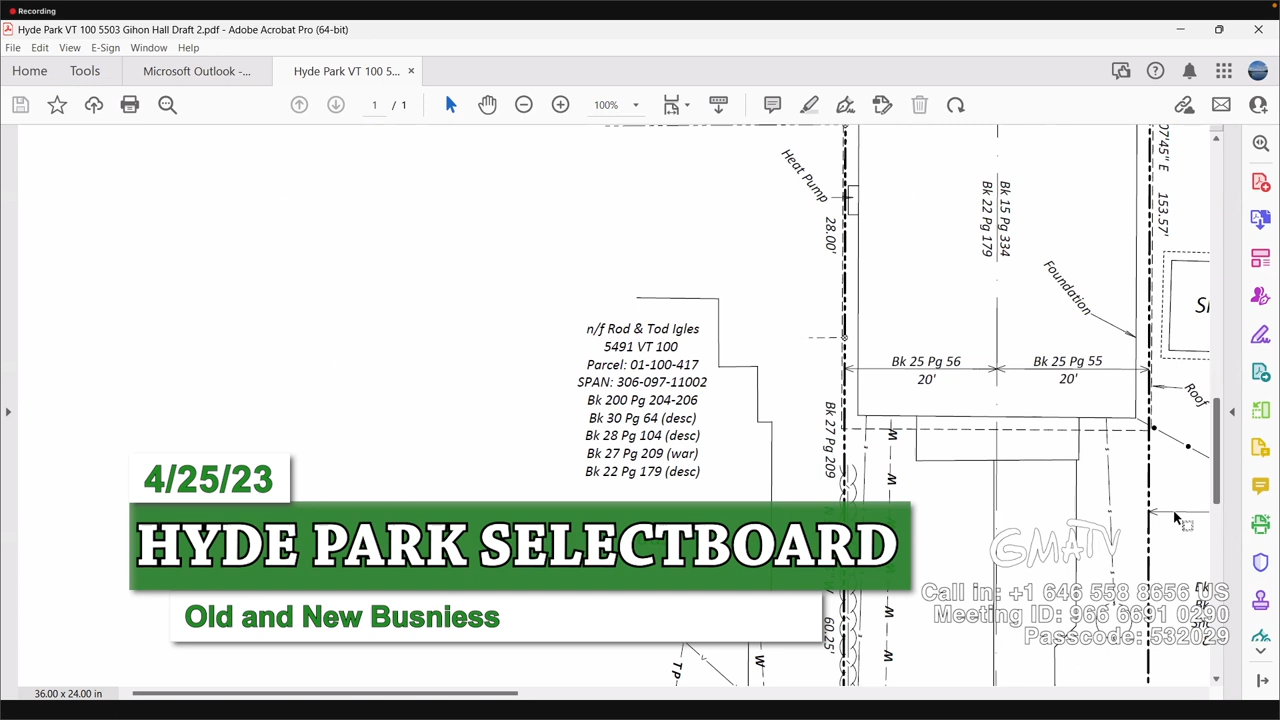 Recording
Hyde Park VT 100 5503 Gihon Hall Draft 2.pdf - Adobe Acrobat Pro (64-bit)
File Edit View E-Sign Window Help
Home Tools Microsoft Outlook -... Hyde Park VT 100 5... ×
1 / 1 100%
Heat Pump
28.00'
Bk 15 Pg 334
Bk 22 Pg 179
07'45" E 153.57'
Foundation
n/f Rod & Tod Igles
5491 VT 100
Parcel: 01-100-417
SPAN: 306-097-11002
Bk 200 Pg 204-206
Bk 30 Pg 64 (desc)
Bk 28 Pg 104 (desc)
Bk 27 Pg 209 (war)
Bk 22 Pg 179 (desc)
Bk 25 Pg 56 Bk 25 Pg 55
20' 20'
Roof
Bk 27 Pg 209
W
W
W
W
W
60.25'
TP
4/25/23
HYDE PARK SELECTBOARD
Old and New Busniess
GMATV
Call in: +1 646 558 8656 US
Meeting ID: 966 6691 0290
Passcode: 532029
36.00 x 24.00 in